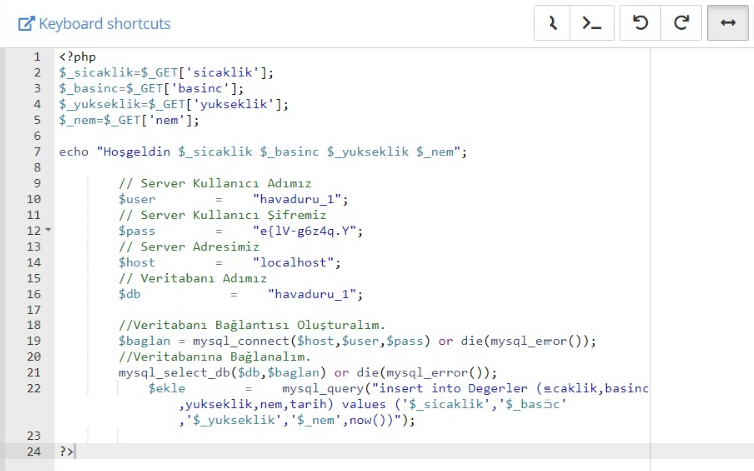 Keyboard shortcuts
1 <?php
2 $_sicaklik=$_GET['sicaklik'];
3 $_basinc=$_GET['basinc'];
4 $_yukseklik=$_GET['yukseklik'];
5 $_nem=$_GET['nem'];
6
7 echo "Hoşgeldin $_sicaklik $_basinc $_yukseklik $_nem";
8
9 // Server Kullanıcı Adımız
10 $user = "havaduru_1";
11 // Server Kullanıcı Şifremiz
12 $pass = "e{lV-g6z4q.Y";
13 // Server Adresimiz
14 $host = "localhost";
15 // Veritabanı Adımız
16 $db = "havaduru_1";
17
18 //Veritabanı Bağlantısı Oluşturalım.
19 $baglan = mysql_connect($host,$user,$pass) or die(mysql_error());
20 //Veritabanına Bağlanalım.
21 mysql_select_db($db,$baglan) or die(mysql_error());
22 $ekle = mysql_query("insert into Degerler (sıcaklik,basinc
,yukseklik,nem,tarih) values ('$_sicaklik','$_basinc'
,'$_yukseklik','$_nem',now())");
23
24 ?>